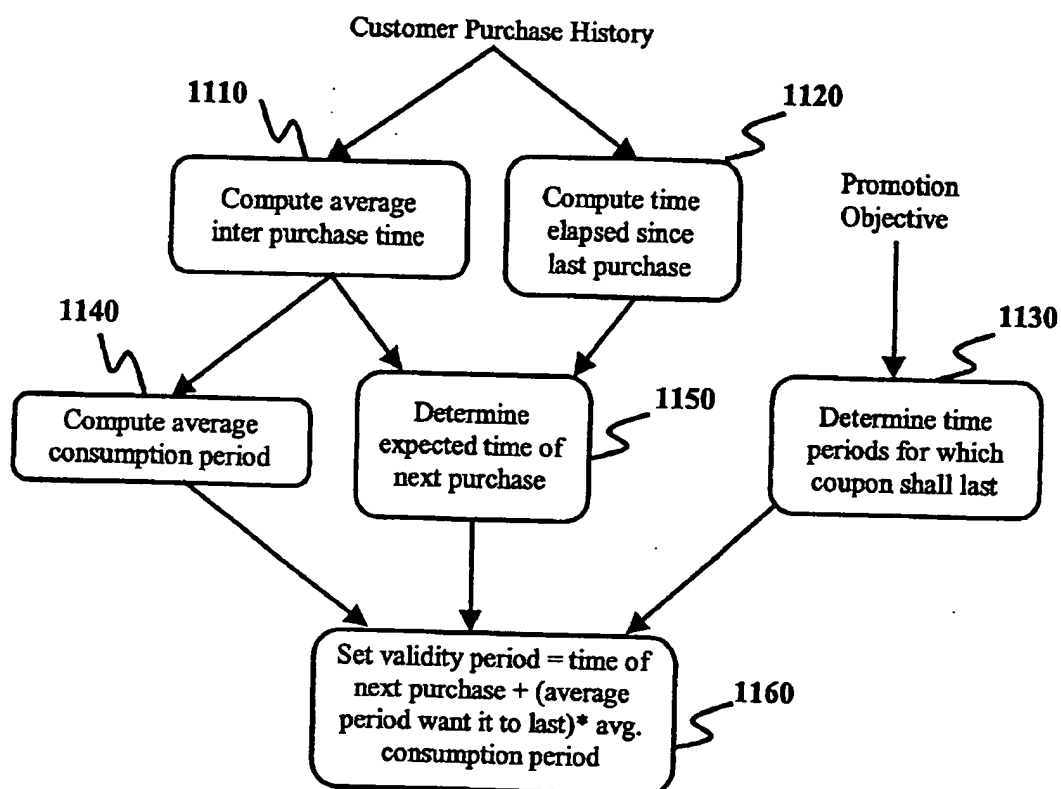 Customer Purchase History
1110
1120
Compute average
inter purchase time
Compute time
elapsed since
last purchase
Promotion
Objective
1140
1130
Compute average
consumption period
Determine
expected time of
next purchase
1150
Determine time
periods for which
coupon shall last
Set validity period = time of
next purchase + (average
period want it to last)* avg.
consumption period
1160